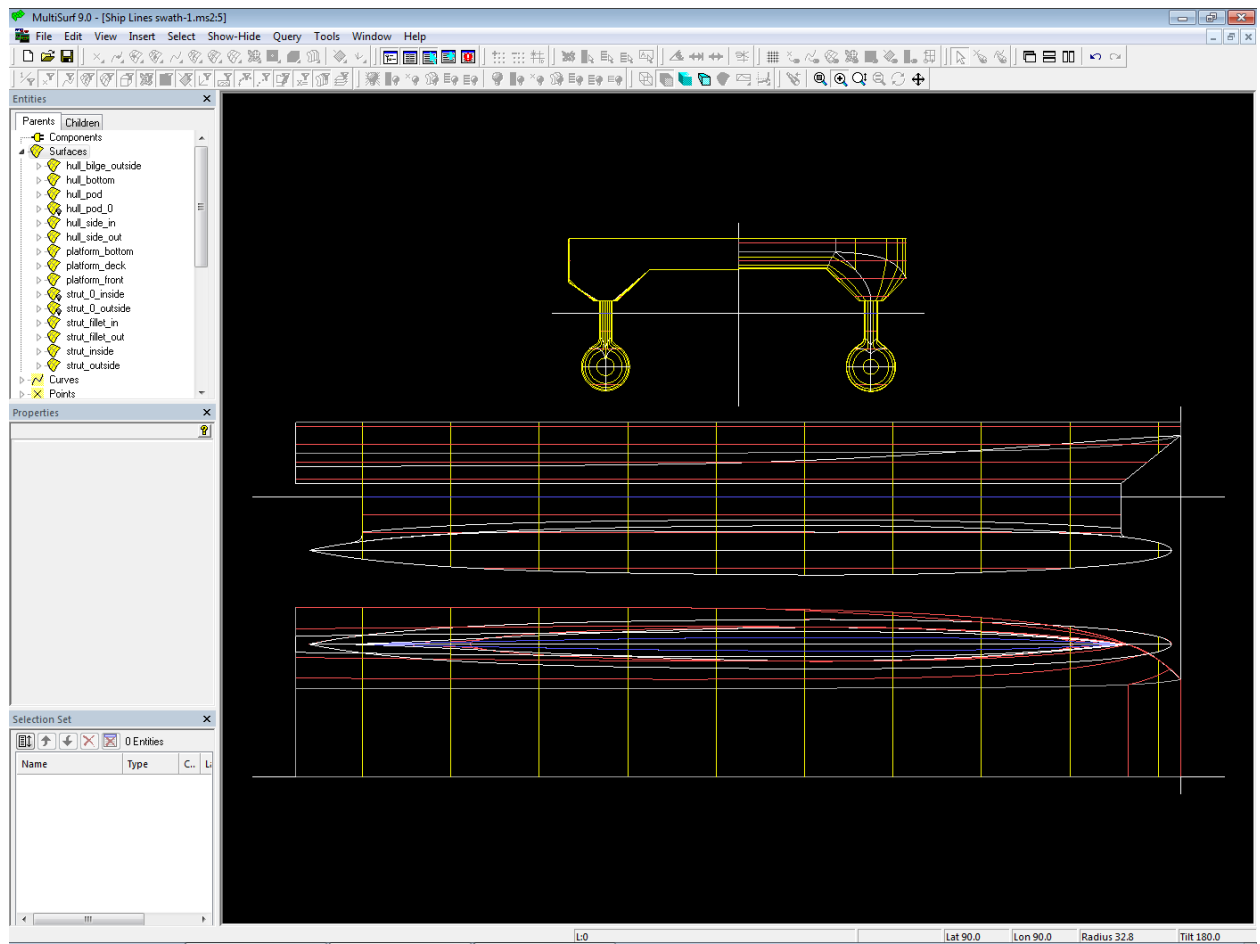 MultiSurf 9.0 - [Ship Lines swath-1.ms2:5]
File Edit View Insert Select Show-Hide Query Tools Window Help
Entities
Parents Children
Components
Surfaces
hull_bilge_outside
hull_bottom
hull_pod
hull_pod_0
hull_side_in
hull_side_out
platform_bottom
platform_deck
platform_front
strut_0_inside
strut_0_outside
strut_fillet_in
strut_fillet_out
strut_inside
strut_outside
Curves
Points
Properties
Selection Set
0 Entities
Name Type C.. L
L:0 Lat 90.0 Lon 90.0 Radius 32.8 Tilt 180.0